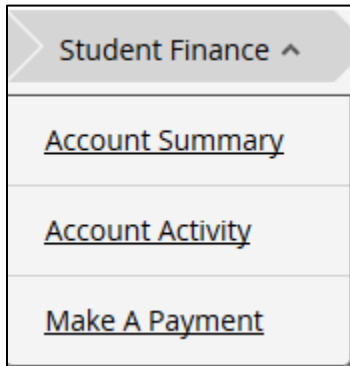 Student Finance
Account Summary
Account Activity
Make A Payment